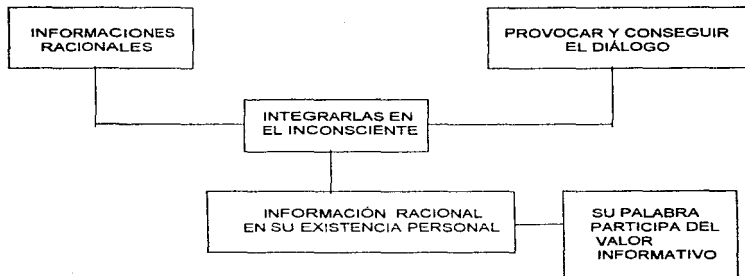 INFORMACIONES
RACIONALES
PROVOCAR Y CONSEGUIR
EL DIÁLOGO
INTEGRARLAS EN
EL INCONSCIENTE
INFORMACIÓN RACIONAL
EN SU EXISTENCIA PERSONAL
SU PALABRA
PARTICIPA DEL
VALOR
INFORMATIVO